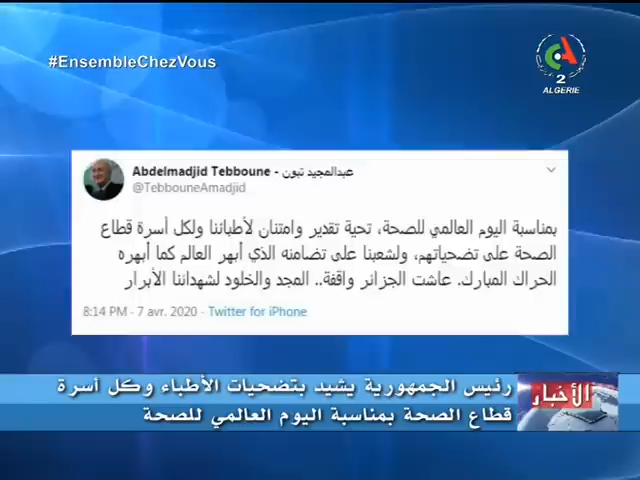 #EnsembleChezVous
2
ALGERIE
Abdelmadjid Tebboune - عبدالمجيد تبون
@TebbouneAmadjid
بمناسبة اليوم العالمي للصحة، تحية تقدير وامتنان لأطبائنا ولكل أسرة قطاع
الصحة على تضحياتهم، ولشعبنا على تضامنه الذي أبهر العالم كما أبهره
الحراك المبارك. عاشت الجزائر واقفة.. المجد والخلود لشهدائنا الأبرار
8:14 PM - 7 avr. 2020 - Twitter for iPhone
رئيس الجمهورية يشيد بتضحيات الأطباء وكل أسرة
قطاع الصحة بمناسبة اليوم العالمي للصحة
الأخبار